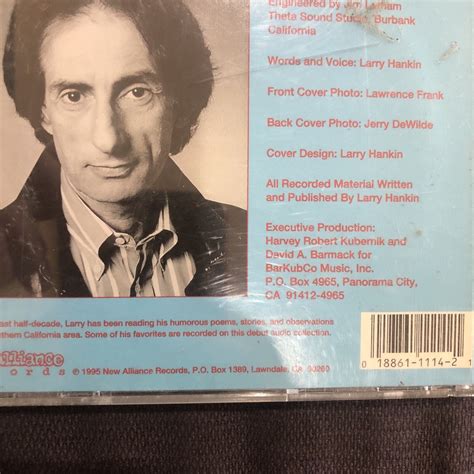 Engineered by Jim
Theta Sound Studio, Burbank
California
Words and Voice: Larry Hankin
Front Cover Photo: Lawrence Frank
Back Cover Photo: Jerry DeWilde
Cover Design: Larry Hankin
All Recorded Material Written
and Published By Larry Hankin
Executive Production:
Harvey Robert Kubernik and
David A. Barmack for
BarKubCo Music, Inc.
P.O. Box 4965, Panorama City,
CA 91412-4965
ast half-decade, Larry has been reading his humorous poems, stories, and observations
thern California area. Some of his favorites are recorded on this debut audio collection.
lliance
ords
© 1995 New Alliance Records, P.O. Box 1389, Lawndale, CA 90260
0 18861-1114-2 1